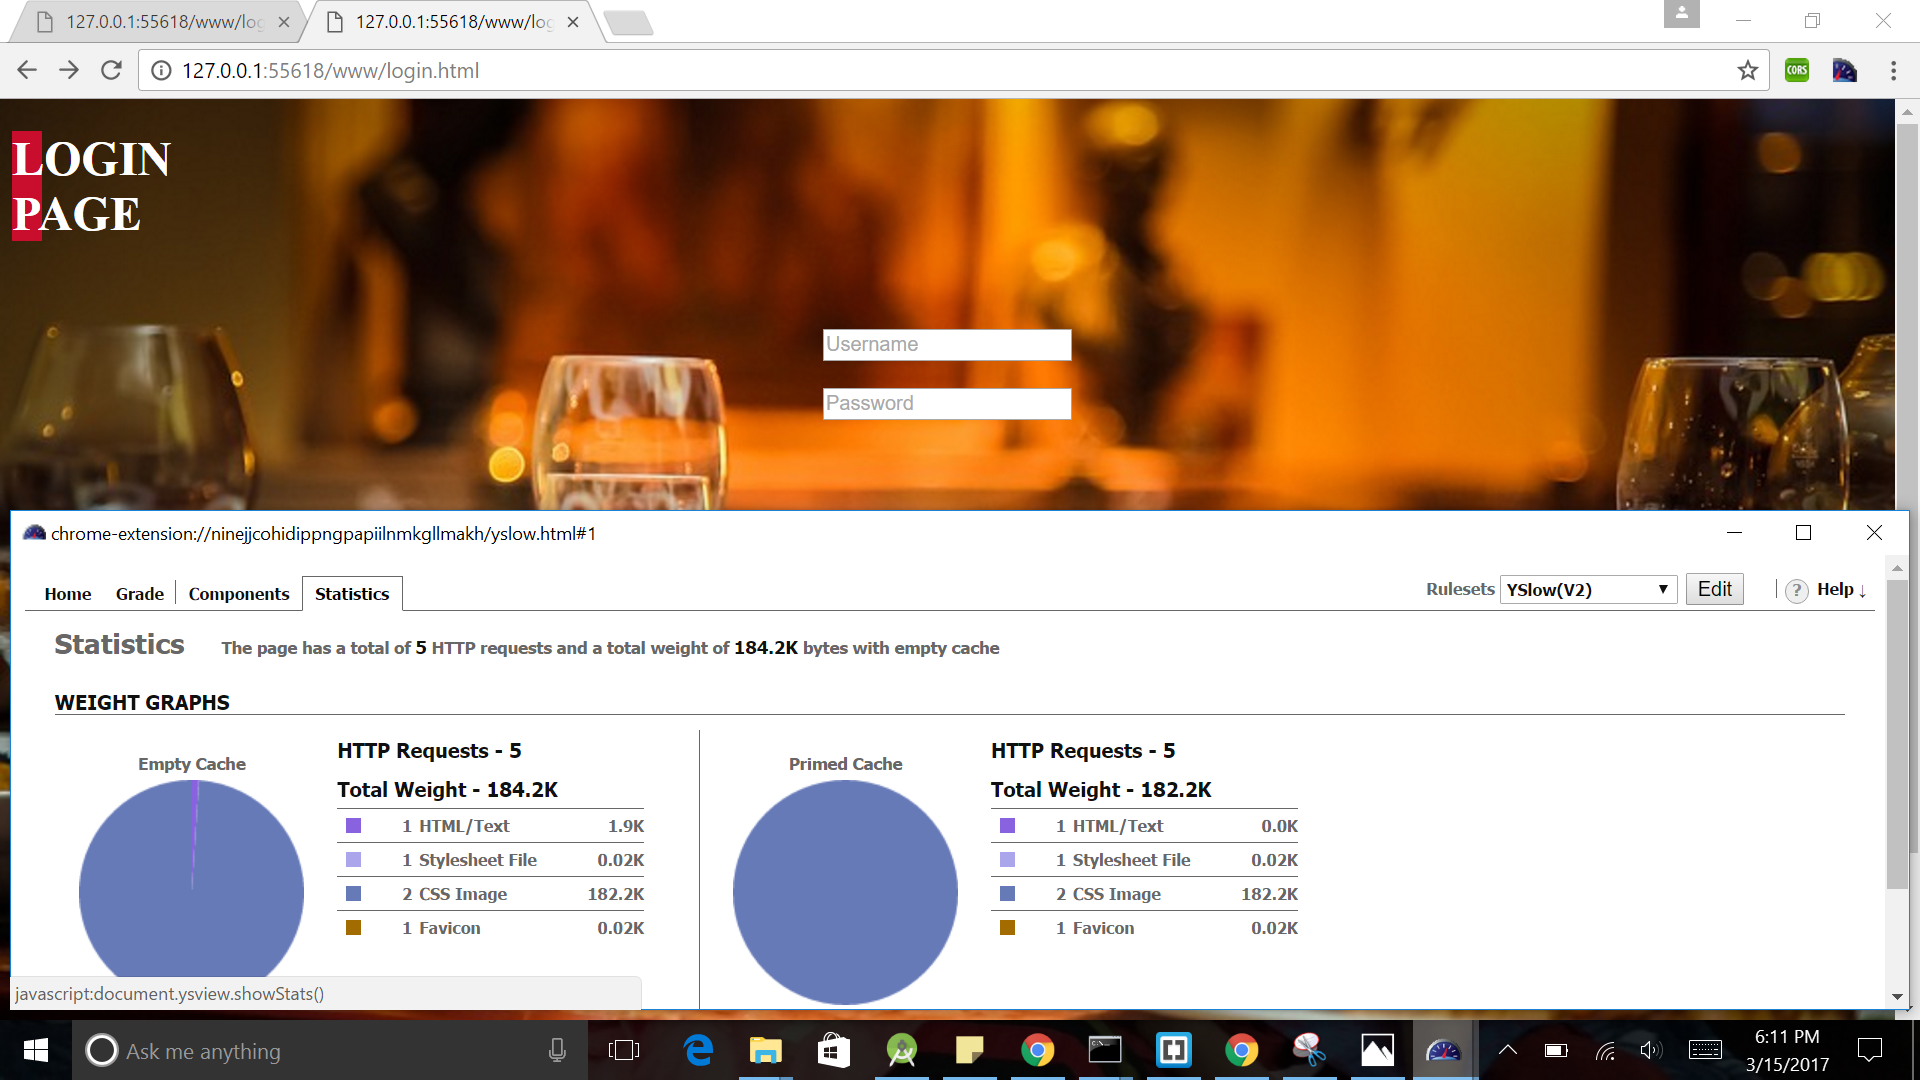 127.0.0.1:55618/www/log
127.0.0.1:55618/www/log
127.0.0.1:55618/www/login.html
CORS
LOGIN
PAGE
Username
Password
chrome-extension://ninejjcohidippngpapiilnmkgllmakh/yslow.html#1
Home Grade Components Statistics
Rulesets YSlow(V2) ▼ Edit ? Help ↓
Statistics The page has a total of 5 HTTP requests and a total weight of 184.2K bytes with empty cache
WEIGHT GRAPHS
Empty Cache
HTTP Requests - 5
Total Weight - 184.2K
1 HTML/Text 1.9K
1 Stylesheet File 0.02K
2 CSS Image 182.2K
1 Favicon 0.02K
Primed Cache
HTTP Requests - 5
Total Weight - 182.2K
1 HTML/Text 0.0K
1 Stylesheet File 0.02K
2 CSS Image 182.2K
1 Favicon 0.02K
javascript:document.ysview.showStats()
Ask me anything
6:11 PM
3/15/2017